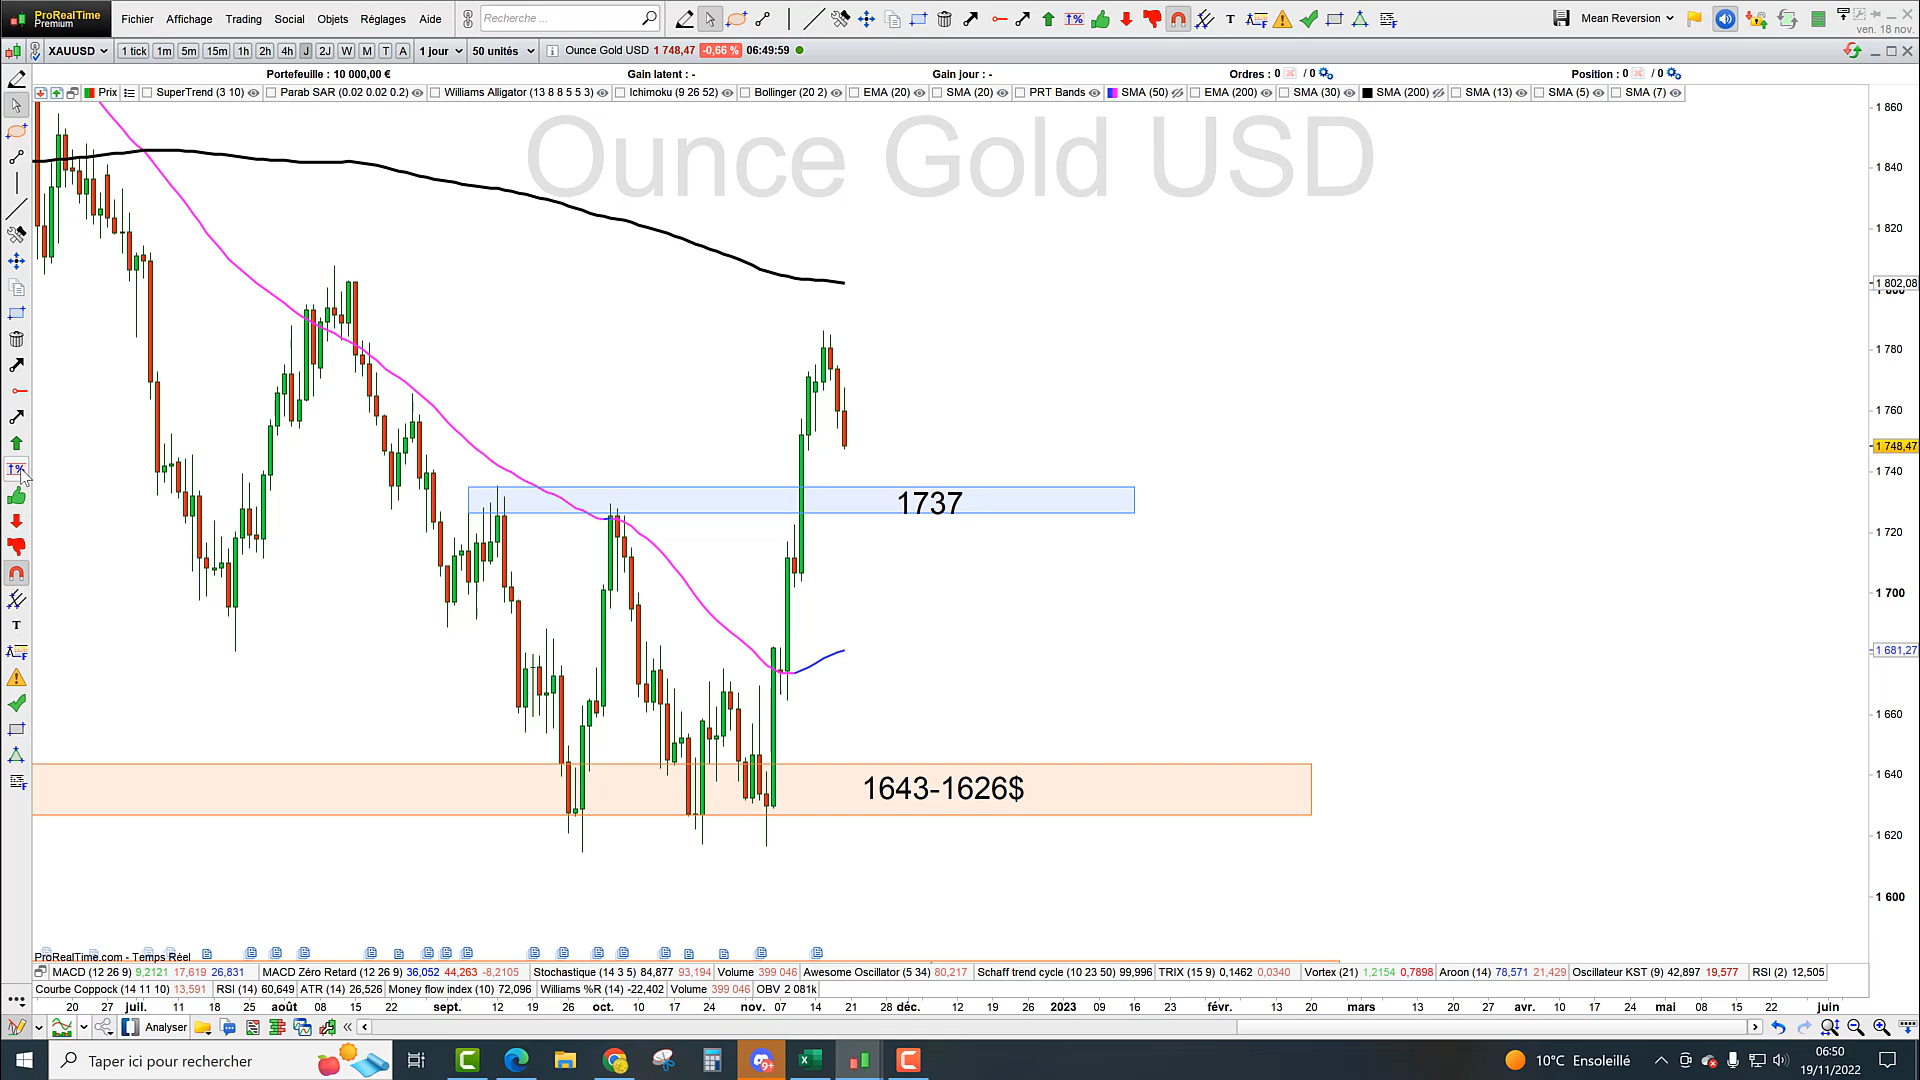 ProRealTime
Premium
Fichier Affichage Trading Social Objets Réglages Aide
Recherche ...
Mean Reversion
ven. 18 nov.
XAUUSD
1 tick 1m 5m 15m 1h 2h 4h J 2J W M T A
1 jour
50 unités
Ounce Gold USD 1 748,47 -0,66 % 06:49:59
Portefeuille : 10 000,00 €
Gain latent : -
Gain jour : -
Ordres : 0 / 0
Position : 0 / 0
Prix
SuperTrend (3 10)
Parab SAR (0.02 0.02 0.2)
Williams Alligator (13 8 8 5 5 3)
Ichimoku (9 26 52)
Bollinger (20 2)
EMA (20)
SMA (20)
PRT Bands
SMA (50)
EMA (200)
SMA (30)
SMA (200)
SMA (13)
SMA (5)
SMA (7)
Ounce Gold USD
1 860
1 840
1 820
1 802,08
1 780
1 760
1 748,47
1 740
1 720
1 700
1 681,27
1 660
1 640
1 620
1 600
1737
1643-1626$
ProRealTime.com - Temps Réel
MACD (12 26 9) 9,2121 17,619 26,831
MACD Zéro Retard (12 26 9) 36,052 44,263 -8,2105
Stochastique (14 3 5) 84,877 93,194
Volume 399 046
Awesome Oscillator (5 34) 80,217
Schaff trend cycle (10 23 50) 99,996
TRIX (15 9) 0,1462 0,0340
Vortex (21) 1,2154 0,7898
Aroon (14) 78,571 21,429
Oscillateur KST (9) 42,897 19,577
RSI (2) 12,505
Courbe Coppock (14 11 10) 13,591
RSI (14) 60,649
ATR (14) 26,526
Money flow index (10) 72,096
Williams %R (14) -22,402
Volume 399 046
OBV 2 081k
20 juil. 11 18 25 août 08 15 22 sept. 12 19 26 oct. 10 17 24 nov. 07 14 21 28 déc. 12 19 2023 09 16 23 févr. 13 20 mars 13 20 27 avr. 13 17 24 mai 08 15 22 juin
Analyser
Taper ici pour rechercher
9+
10°C Ensoleillé
06:50
19/11/2022